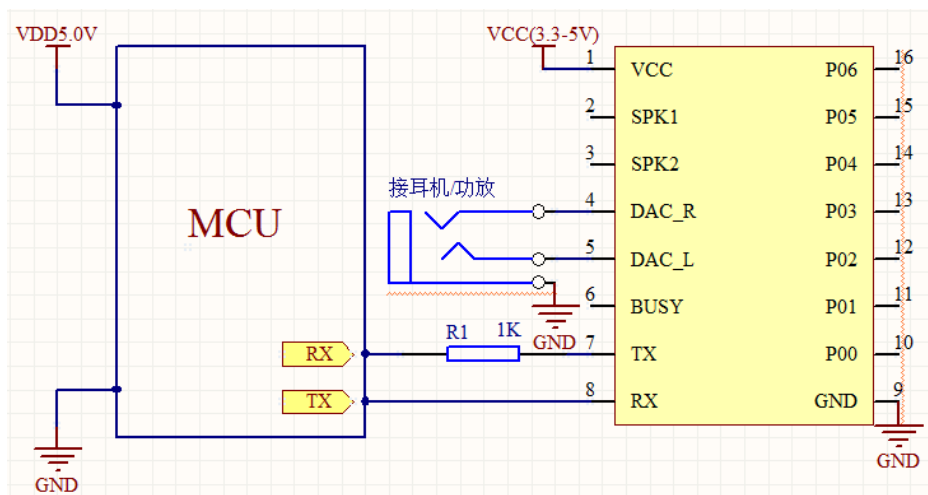 VDD5.0V
VCC(3.3-5V)
1 VCC P06 16
2 SPK1 P05 15
3 SPK2 P04 14
接耳机/功放
4 DAC_R P03 13
MCU
5 DAC_L P02 12
6 BUSY P01 11
GND
R1 1K
RX 7 TX P00 10
TX 8 RX GND 9
GND
GND